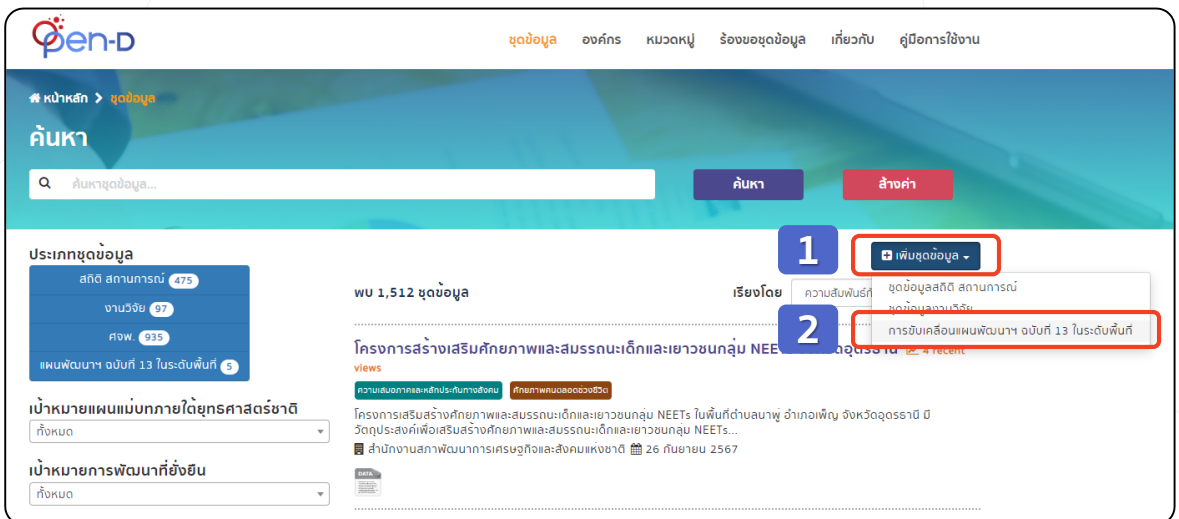 Open-D
ชุดข้อมูล องค์กร หมวดหมู่ ร้องขอชุดข้อมูล เกี่ยวกับ คู่มือการใช้งาน
หน้าหลัก > ชุดข้อมูล
ค้นหา
ค้นหาชุดข้อมูล... ค้นหา ล้างค่า
1 เพิ่มชุดข้อมูล
ประเภทชุดข้อมูล
สถิติ สถานการณ์ 475
งานวิจัย 97
ศจพ. 935
แผนพัฒนาฯ ฉบับที่ 13 ในระดับพื้นที่ 5
พบ 1,512 ชุดข้อมูล เรียงโดย
ชุดข้อมูลสถิติ สถานการณ์
ชุดข้อมูลงานวิจัย
2 การขับเคลื่อนแผนพัฒนาฯ ฉบับที่ 13 ในระดับพื้นที่
โครงการสร้างเสริมศักยภาพและสมรรถนะเด็กและเยาวชนกลุ่ม 4 recent
views
ความเสมอภาคและหลักประกันทางสังคม ศักยภาพคนตลอดช่วงชีวิต
โครงการเสริมสร้างศักยภาพและสมรรถนะเด็กและเยาวชนกลุ่ม NEETs ในพื้นที่ตำบลนาพู่ อำเภอเพ็ญ จังหวัดอุดรธานี มี
วัตถุประสงค์เพื่อเสริมสร้างศักยภาพและสมรรถนะเด็กและเยาวชนกลุ่ม NEETs...
สำนักงานสภาพัฒนาการเศรษฐกิจและสังคมแห่งชาติ 26 กันยายน 2567
DATA
เป้าหมายแผนแม่บทภายใต้ยุทธศาสตร์ชาติ
ทั้งหมด
เป้าหมายการพัฒนาที่ยั่งยืน
ทั้งหมด